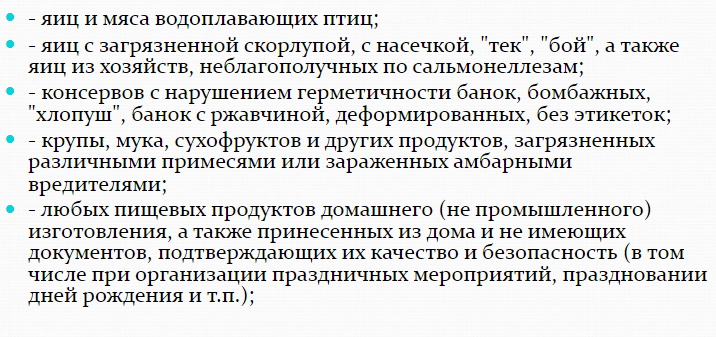 - яиц и мяса водоплавающих птиц;
- яиц с загрязненной скорлупой, с насечкой, "тек", "бой", а также
яиц из хозяйств, неблагополучных по сальмонеллезам;
- консервов с нарушением герметичности банок, бомбажных,
"хлопуш", банок с ржавчиной, деформированных, без этикеток;
- крупы, мука, сухофруктов и других продуктов, загрязненных
различными примесями или зараженных амбарными
вредителями;
- любых пищевых продуктов домашнего (не промышленного)
изготовления, а также принесенных из дома и не имеющих
документов, подтверждающих их качество и безопасность (в том
числе при организации праздничных мероприятий, праздновании
дней рождения и т.п.);